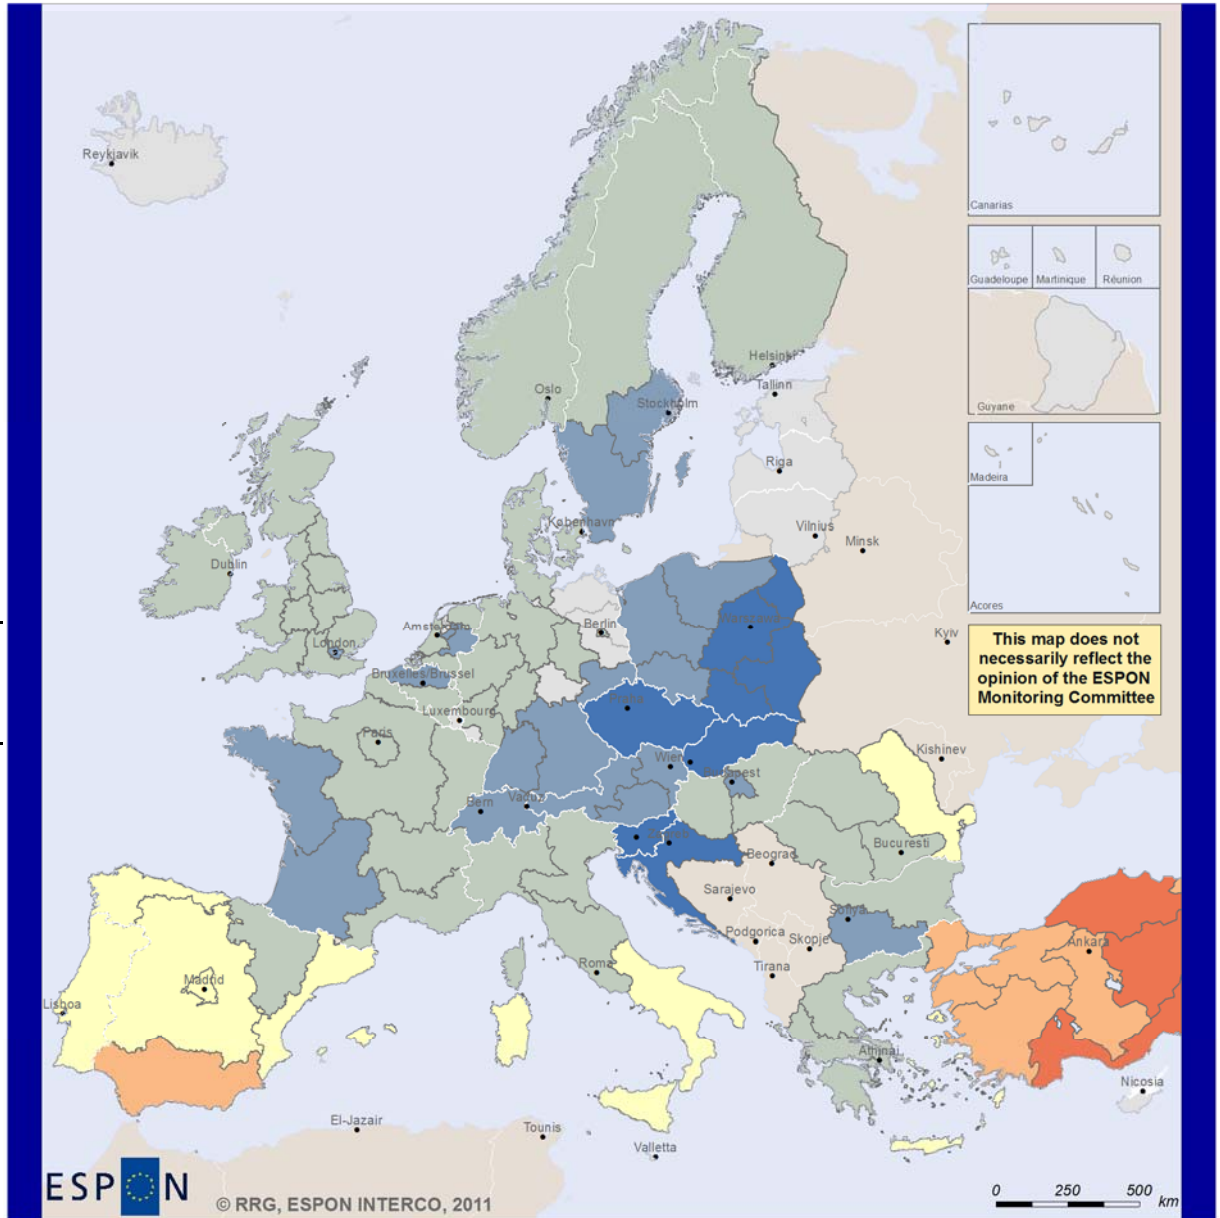 Reykjavik
Canarias
Guadeloupe
Martinique
Réunion
Guyane
Madeira
Acores
Helsinki
Tallinn
Oslo
Stockholm
Riga
København
Vilnius
Minsk
Dublin
Amsterdam
Berlin
Warszawa
Kyiv
London
Bruxelles/Brussel
Praha
Luxembourg
Paris
Kishinev
Wien
Budapest
Bern
Vaduz
Zagreb
Bucuresti
Beograd
Sarajevo
Sofiya
Podgorica
Skopje
Ankara
Roma
Tirana
Madrid
Lisboa
Athinai
Nicosia
El-Jazair
Tounis
Valletta
This map does not
necessarily reflect the
opinion of the ESPON
Monitoring Committee
ESPON
© RRG, ESPON INTERCO, 2011
0 250 500
km